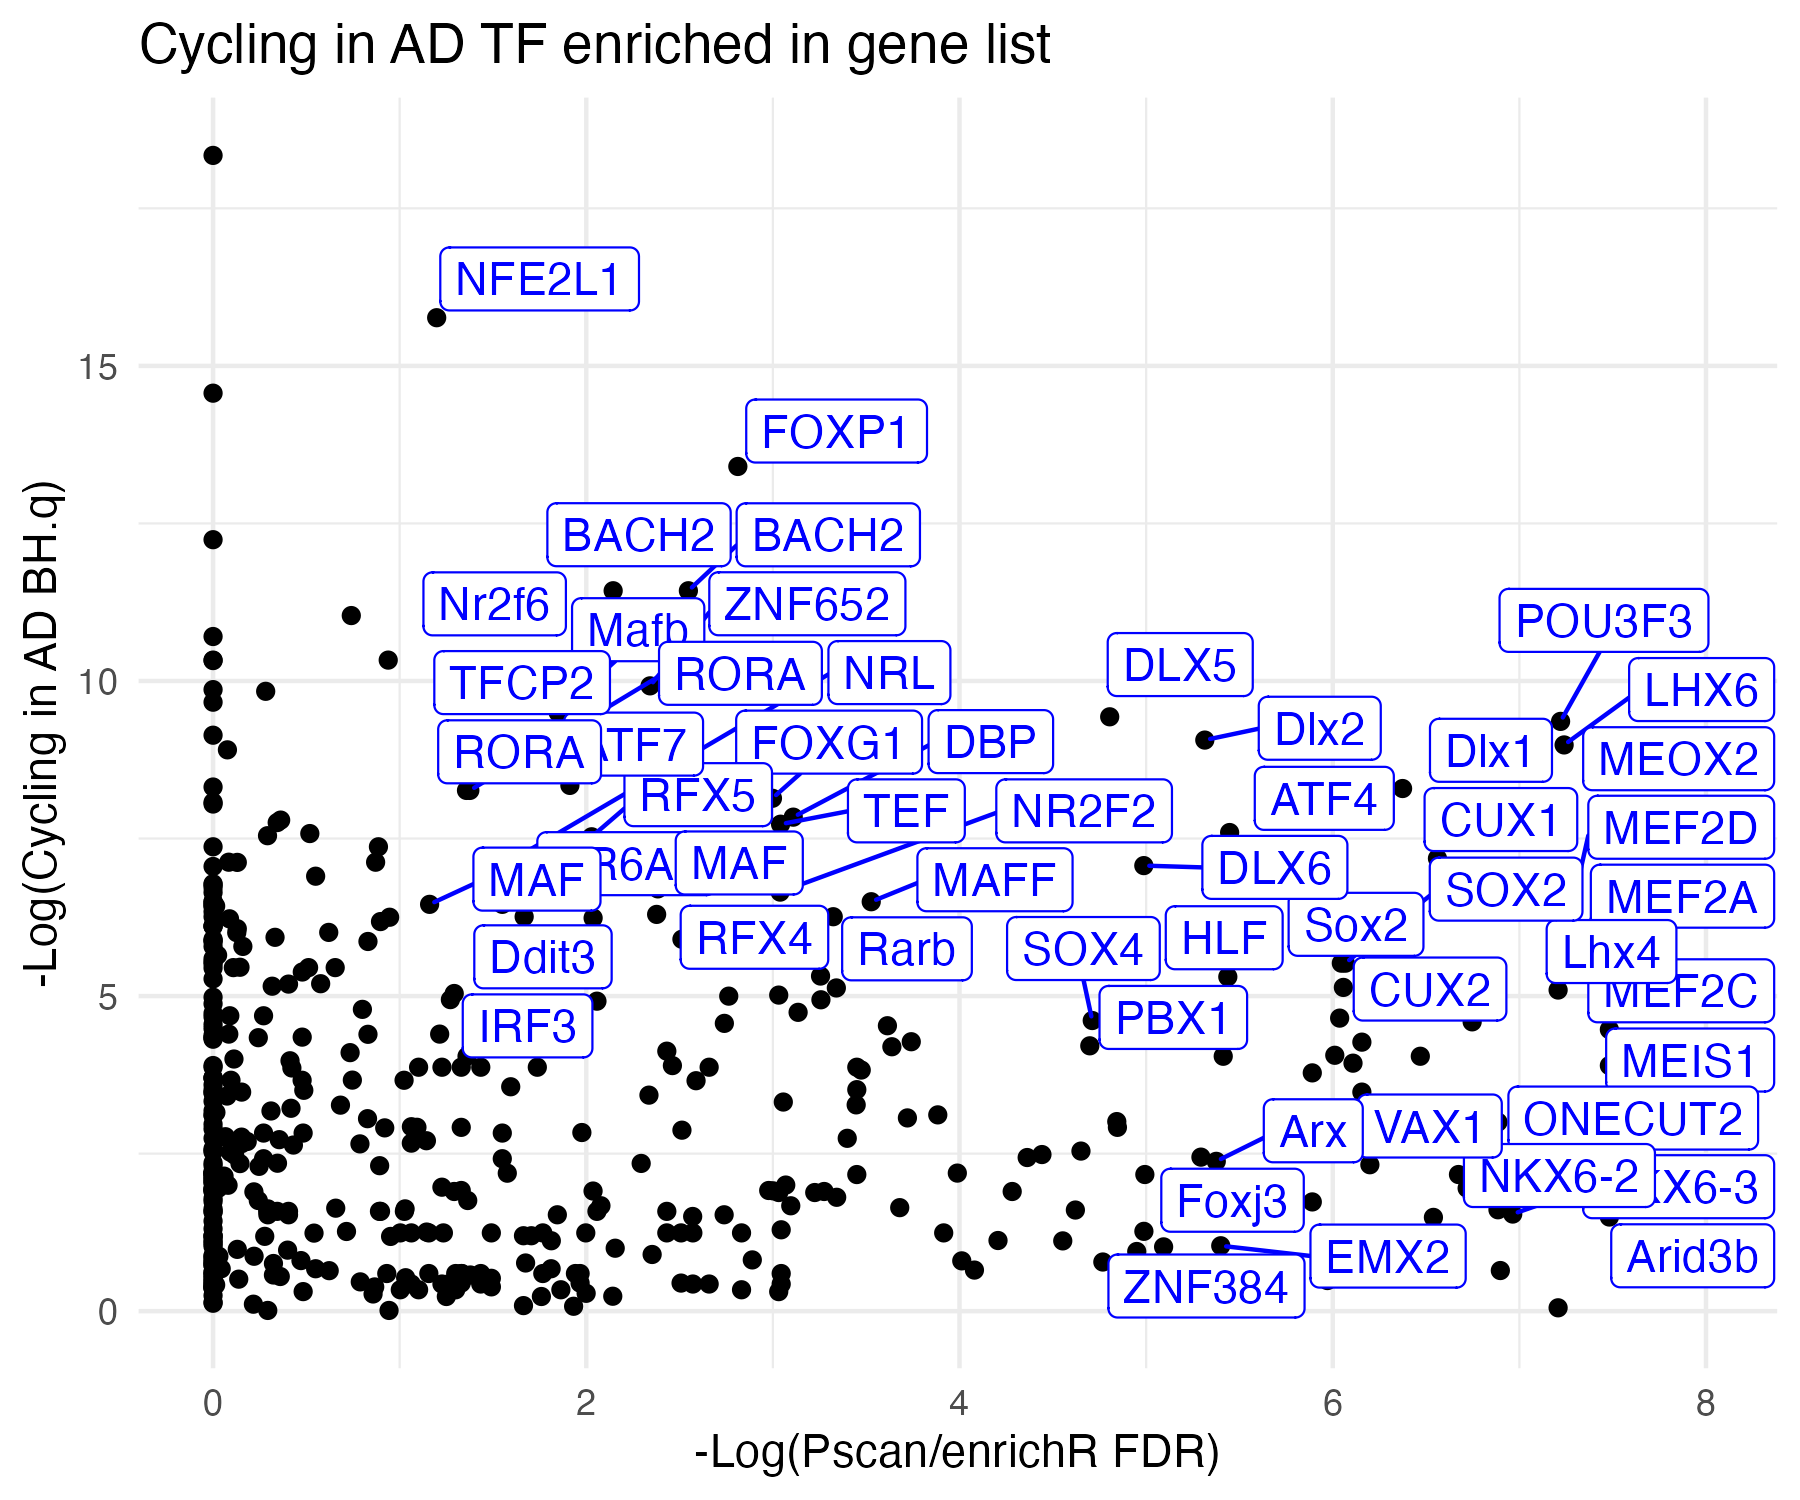 Cycling in AD TF enriched in gene list
NFE2L1
FOXP1
BACH2
BACH2
Nr2f6
Mafb
ZNF652
POU3F3
TFCP2
RORA
NRL
DLX5
LHX6
RORA
ATF7
FOXG1
DBP
Dlx2
Dlx1
MEOX2
RFX5
TEF
NR2F2
ATF4
CUX1
MEF2D
MAF
R6A
MAF
MAFF
DLX6
SOX2
MEF2A
Ddit3
RFX4
Rarb
SOX4
HLF
Sox2
Lhx4
IRF3
PBX1
CUX2
MEF2C
MEIS1
Arx
VAX1
ONECUT2
Foxj3
NKX6-2
KX6-3
ZNF384
EMX2
Arid3b
15
10
5
0
0
2
4
6
8
-Log(Pscan/enrichR FDR)
-Log(Cycling in AD BH.q)